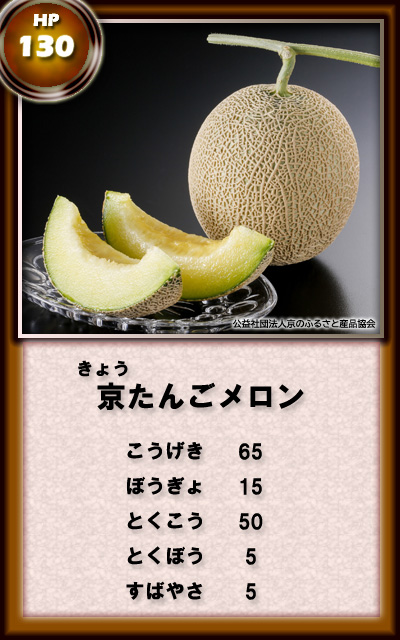 HP
130
公益社団法人京のふるさと産品協会
きょう
京たんごメロン
こうげき 65
ぼうぎょ 15
とくこう 50
とくぼう 5
すばやさ 5